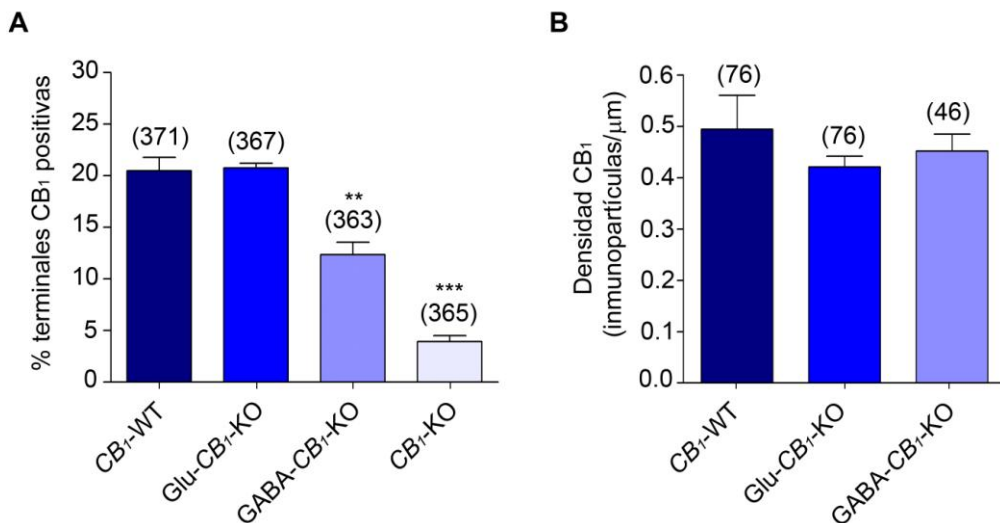 A
% terminales CB₁ positivas
30
25
20
15
10
5
0
(371)
(367)
**
(363)
***
(365)
CB₁-WT
Glu-CB₁-KO
GABA-CB₁-KO
CB₁-KO
B
Densidad CB₁
(inmunopartículas/μm)
0.6
0.5
0.4
0.3
0.2
0.1
0.0
(76)
(76)
(46)
CB₁-WT
Glu-CB₁-KO
GABA-CB₁-KO